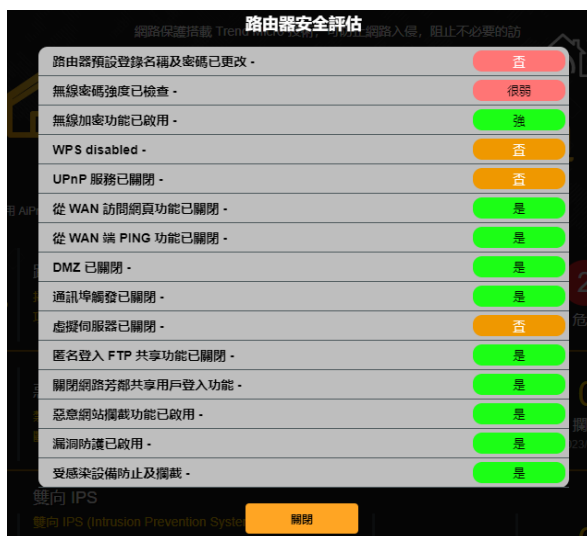 路由器安全評估
網路保護搭載 Trend Micro 技術，可防止網路入侵，阻止不必要的訪
路由器預設登錄名稱及密碼已更改 - 否
無線密碼強度已檢查 - 很弱
無線加密功能已啟用 - 強
WPS disabled - 否
UPnP 服務已關閉 - 否
從 WAN 訪問網頁功能已關閉 - 是
從 WAN 端 PING 功能已關閉 - 是
DMZ 已關閉 - 是
通訊埠觸發已關閉 - 是
虛擬伺服器已關閉 - 否
匿名登入 FTP 共享功能已關閉 - 是
關閉網路芳鄰共享用戶登入功能 - 是
惡意網站攔截功能已啟用 - 是
漏洞防護已啟用 - 是
受感染設備防止及攔截 - 是
雙向 IPS
雙向 IPS (Intrusion Prevention System
關閉